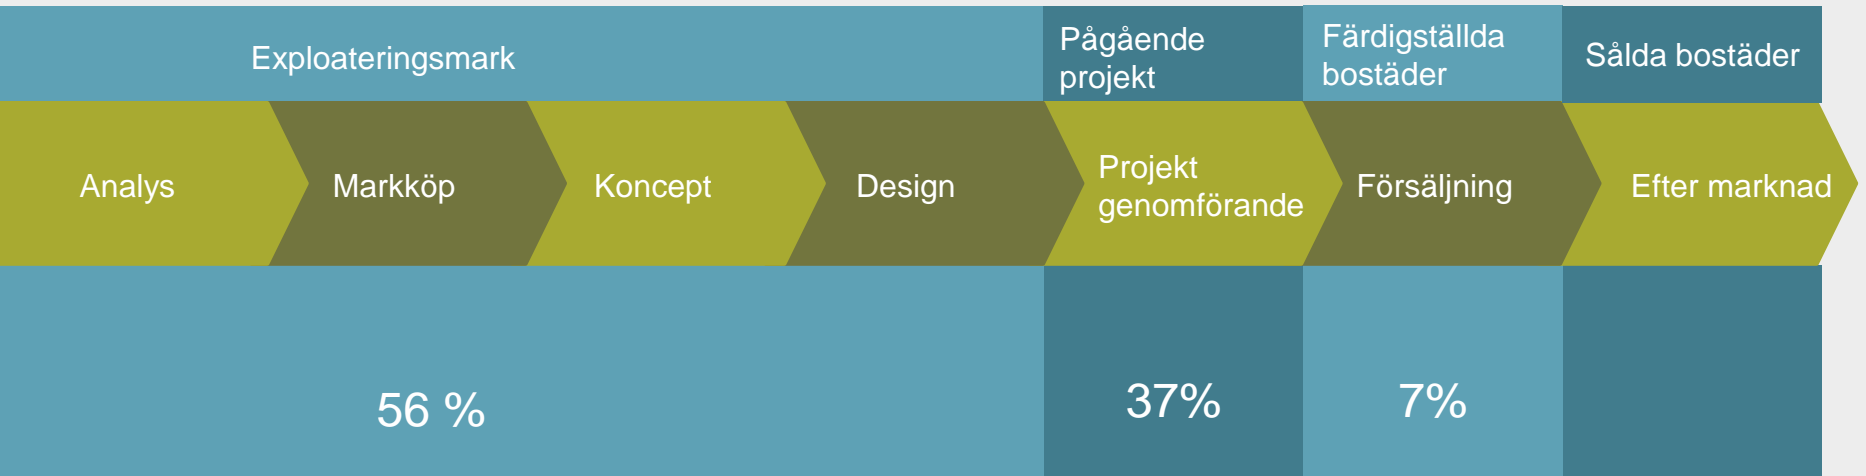 Exploateringsmark
Pågående
projekt
Färdigställda
bostäder
Sålda bostäder
Analys
Markköp
Koncept
Design
Projekt
genomförande
Försäljning
Efter marknad
56 %
37%
7%